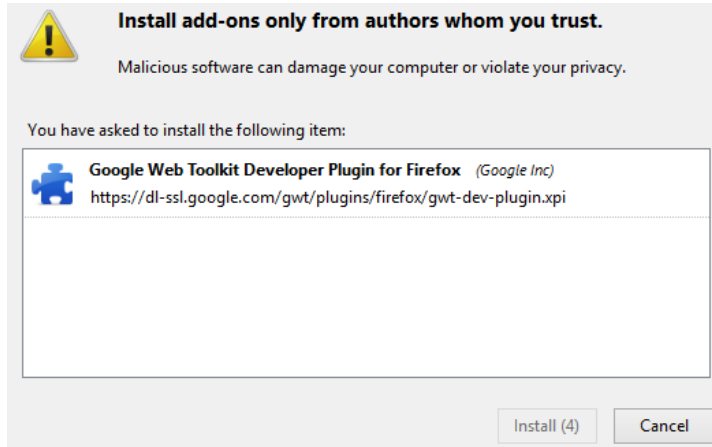 Install add-ons only from authors whom you trust.
Malicious software can damage your computer or violate your privacy.
You have asked to install the following item:
Google Web Toolkit Developer Plugin for Firefox (Google Inc)
https://dl-ssl.google.com/gwt/plugins/firefox/gwt-dev-plugin.xpi
Install (4) Cancel